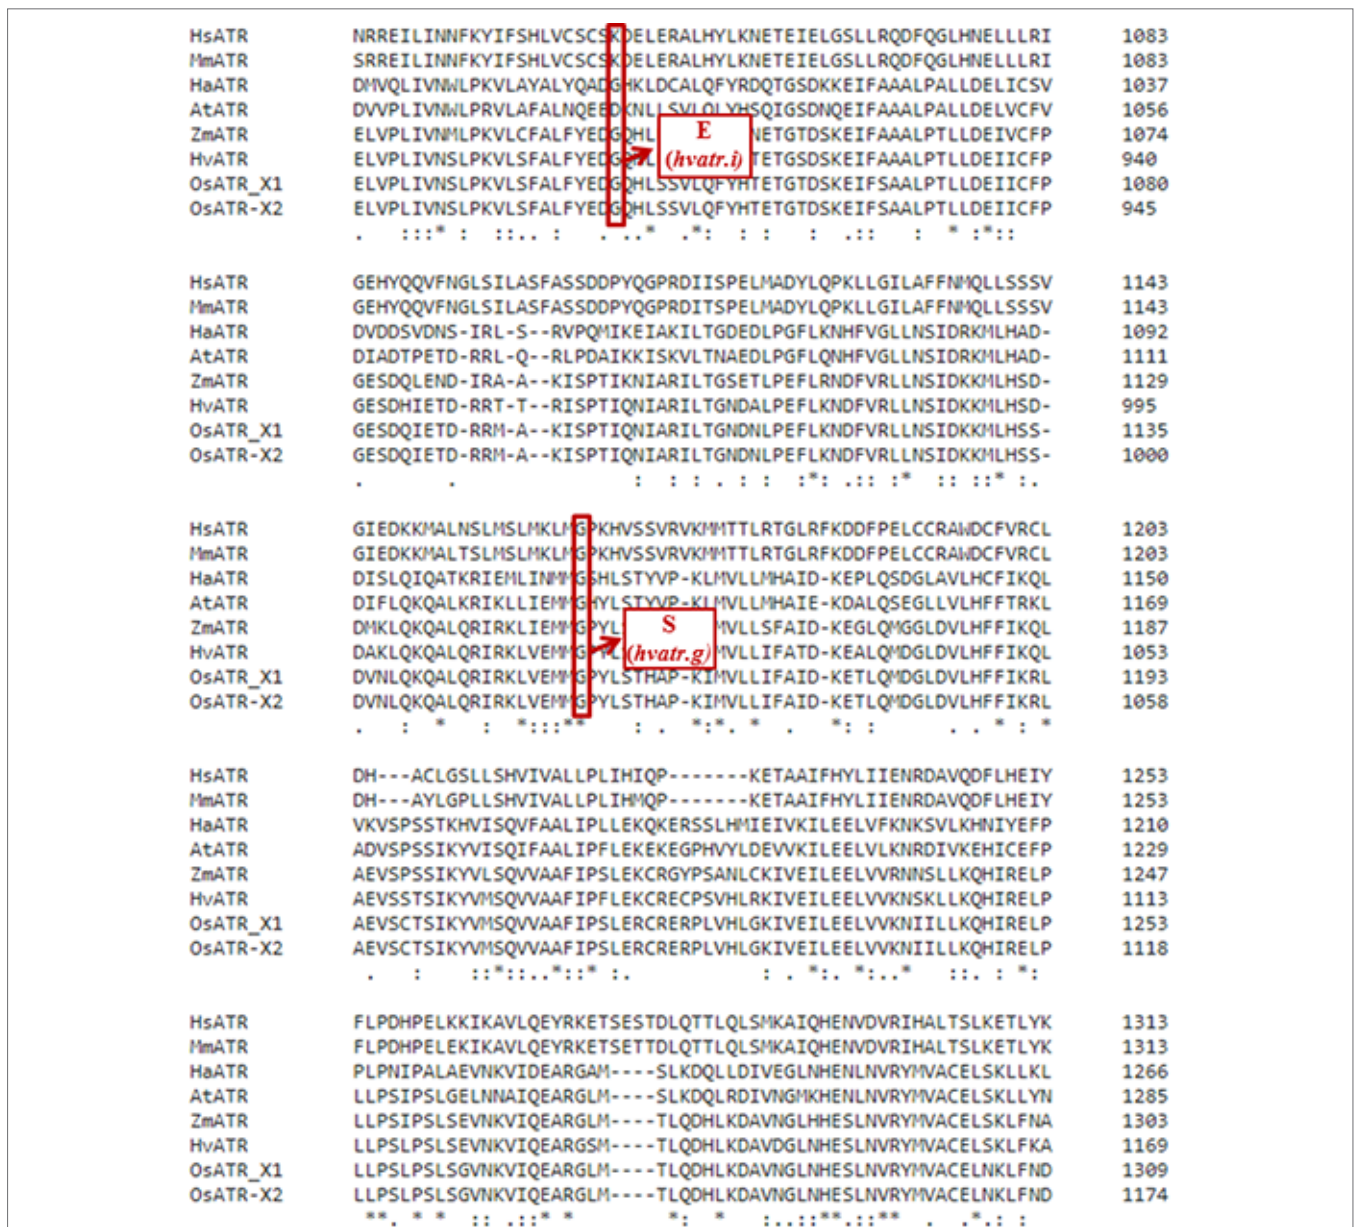 HsATR NRREILINNFKYIFSHLVCSCSKDELERALHYLKNETEIELGSLLRQDFQGLHNELLLRI 1083
MmATR SRREILINNFKYIFSHLVCSCSKDELERALHYLKNETEIELGSLLRQDFQGLHNELLLRI 1083
HaATR DMVQLIVNWLPKVLAYALYQADGHKLDCALQFYRDQTGSDKKEIFAAALPALLDELICSV 1037
AtATR DVVPLIVNWLPRVLAFALNQEEDKNLLSVLQLYHSQIGSDNQEIFAAALPALLDELVCFV 1056
ZmATR ELVPLIVNMLPKVLCFALFYEDGQHL NETGTDSKEIFAAALPTLLDEIVCFP 1074
HvATR ELVPLIVNSLPKVLSFALFYEDGQHL TETGSDSKEIFAAALPTLLDEIICFP 940
OsATR_X1 ELVPLIVNSLPKVLSFALFYEDGQHLSSVLQFYHTETGTDSKEIFSAALPTLLDEIICFP 1080
OsATR-X2 ELVPLIVNSLPKVLSFALFYEDGQHLSSVLQFYHTETGTDSKEIFSAALPTLLDEIICFP 945
. :::* : ::.. : . ..* .*: : : : .:: : * :*::
E
(hvatr.i)
HsATR GEHYQQVFNGLSILASFASSDDPYQGPRDIISPELMADYLQPKLLGILAFFNMQLLSSSV 1143
MmATR GEHYQQVFNGLSILASFASSDDPYQGPRDITSPELMADYLQPKLLGILAFFNMQLLSSSV 1143
HaATR DVDDSVDNS-IRL-S--RVPQMIKEIAKILTGDEDLPGFLKNHFVGLLNSIDRKMLHAD- 1092
AtATR DIADTPETD-RRL-Q--RLPDAIKKISKVLTNAEDLPGFLQNHFVGLLNSIDRKMLHAD- 1111
ZmATR GESDQLEND-IRA-A--KISPTIKNIARILTGSETLPEFLRNDFVRLLNSIDKKMLHSD- 1129
HvATR GESDHIETD-RRT-T--RISPTIQNIARILTGNDALPEFLKNDFVRLLNSIDKKMLHSD- 995
OsATR_X1 GESDQIETD-RRM-A--KISPTIQNIARILTGNDNLPEFLKNDFVRLLNSIDKKMLHSS- 1135
OsATR-X2 GESDQIETD-RRM-A--KISPTIQNIARILTGNDNLPEFLKNDFVRLLNSIDKKMLHSS- 1000
. . : : : . : : :*: .:: :* :: ::* :.
HsATR GIEDKKMALNSLMSLMKLMGPKHVSSVRVKMMTTLRTGLRFKDDFPELCCRAWDCFVRCL 1203
MmATR GIEDKKMALTSLMSLMKLMGPKHVSSVRVKMMTTLRTGLRFKDDFPELCCRAWDCFVRCL 1203
HaATR DISLQIQATKRIEMLINMMGSHLSTYVP-KLMVLLMHAID-KEPLQSDGLAVLHCFIKQL 1150
AtATR DIFLQKQALKRIKLLIEMMGHYLSTYVP-KLMVLLMHAIE-KDALQSEGLLVLHFFTRKL 1169
ZmATR DMKLQKQALQRIRKLIEMMGPYL MVLLSFAID-KEGLQMGGLDVLHFFIKQL 1187
HvATR DAKLQKQALQRIRKLVEMMGPYL MVLLIFATD-KEALQMDGLDVLHFFIKQL 1053
OsATR_X1 DVNLQKQALQRIRKLVEMMGPYLSTHAP-KIMVLLIFAID-KETLQMDGLDVLHFFIKRL 1193
OsATR-X2 DVNLQKQALQRIRKLVEMMGPYLSTHAP-KIMVLLIFAID-KETLQMDGLDVLHFFIKRL 1058
. : * : *:::** : . *:*. * . *: : . . * : *
S
(hvatr.g)
HsATR DH---ACLGSLLSHVIVALLPLIHIQP-------KETAAIFHYLIIENRDAVQDFLHEIY 1253
MmATR DH---AYLGPLLSHVIVALLPLIHMQP-------KETAAIFHYLIIENRDAVQDFLHEIY 1253
HaATR VKVSPSSTKHVISQVFAALIPLLEKQKERSSLHMIEIVKILEELVFKNKSVLKHNIYEFP 1210
AtATR ADVSPSSIKYVISQIFAALIPFLEKEKEGPHVYLDEVVKILEELVLKNRDIVKEHICEFP 1229
ZmATR AEVSPSSIKYVLSQVVAAFIPSLEKCRGYPSANLCKIVEILEELVVRNNSLLKQHIRELP 1247
HvATR AEVSSTSIKYVMSQVVAAFIPFLEKCRECPSVHLRKIVEILEELVVKNSKLLKQHIRELP 1113
OsATR_X1 AEVSCTSIKYVMSQVVAAFIPSLERCRERPLVHLGKIVEILEELVVKNIILLKQHIRELP 1253
OsATR-X2 AEVSCTSIKYVMSQVVAAFIPSLERCRERPLVHLGKIVEILEELVVKNIILLKQHIRELP 1118
. : ::*::..*::* :. : . *:. *:..* ::. : *:
HsATR FLPDHPELKKIKAVLQEYRKETSESTDLQTTLQLSMKAIQHENVDVRIHALTSLKETLYK 1313
MmATR FLPDHPELEKIKAVLQEYRKETSETTDLQTTLQLSMKAIQHENVDVRIHALTSLKETLYK 1313
HaATR PLPNIPALAEVNKVIDEARGAM----SLKDQLLDIVEGLNHENLNVRYMVACELSKLLKL 1266
AtATR LLPSIPSLGELNNAIQEARGLM----SLKDQLRDIVNGMKHENLNVRYMVACELSKLLYN 1285
ZmATR LLPSIPSLSEVNKVIQEARGLM----TLQDHLKDAVNGLHHESLNVRYMVACELSKLFNA 1303
HvATR LLPSLPSLSEVNKVIQEARGSM----TLQDHLKDAVDGLNHESLNVRYMVACELSKLFKA 1169
OsATR_X1 LLPSLPSLSGVNKVIQEARGLM----TLQDHLKDAVNGLNHESLNVRYMVACELNKLFND 1309
OsATR-X2 LLPSLPSLSGVNKVIQEARGLM----TLQDHLKDAVNGLNHESLNVRYMVACELNKLFND 1174
**. * * :: .::* * *: * :..::**.::** . .*.: :